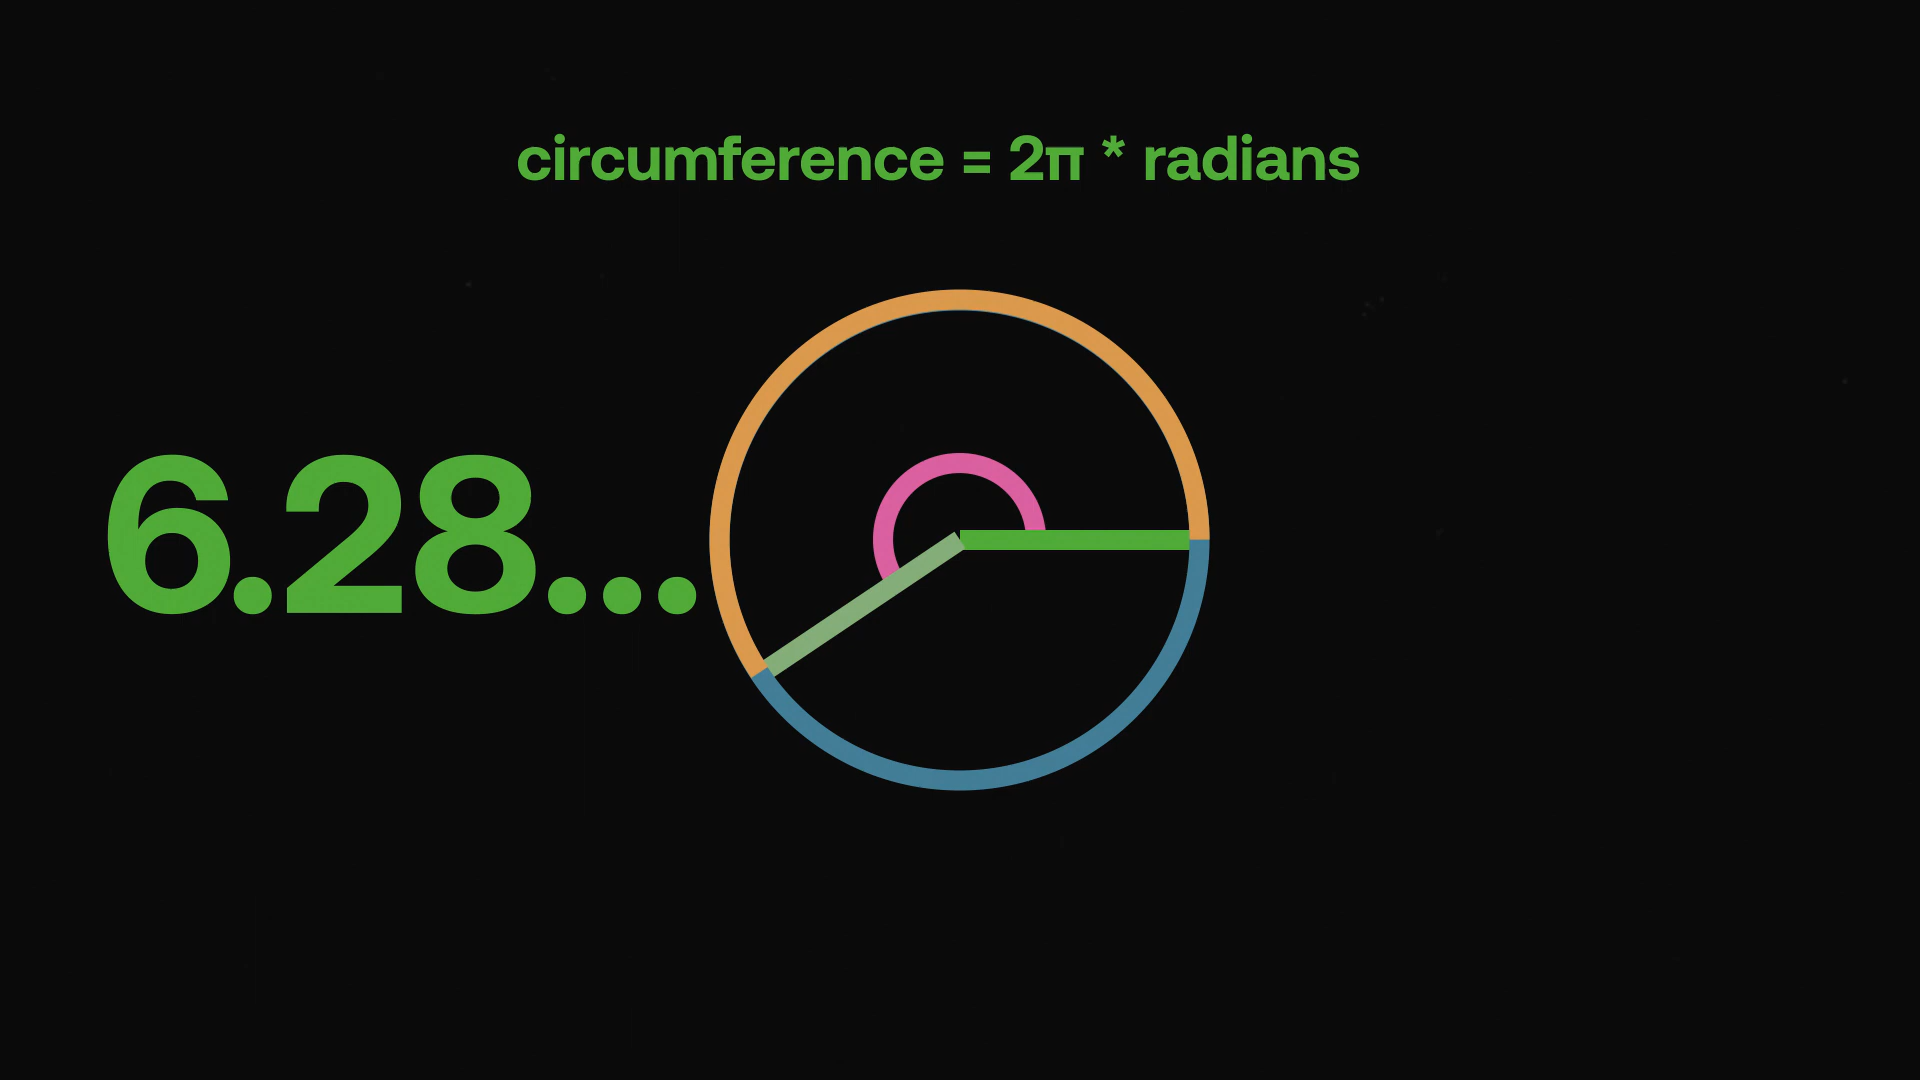 circumference = 2π * radians
6.28...